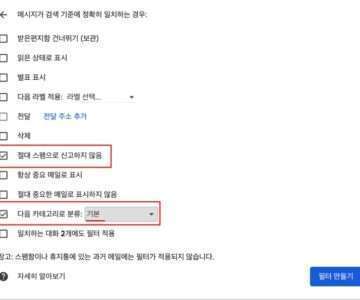 메시지가 검색 기준에 정확히 일치하는 경우:
받은편지함 건너뛰기 (보관)
읽은 상태로 표시
별표 표시
다음 라벨 적용: 라벨 선택...
전달 전달 주소 추가
삭제
절대 스팸으로 신고하지 않음
항상 중요 메일로 표시
절대 중요한 메일로 표시하지 않음
다음 카테고리로 분류: 기본
일치하는 대화 2개에도 필터 적용
참고: 스팸함이나 휴지통에 있는 과거 메일에는 필터가 적용되지 않습니다.
자세히 알아보기 필터 만들기